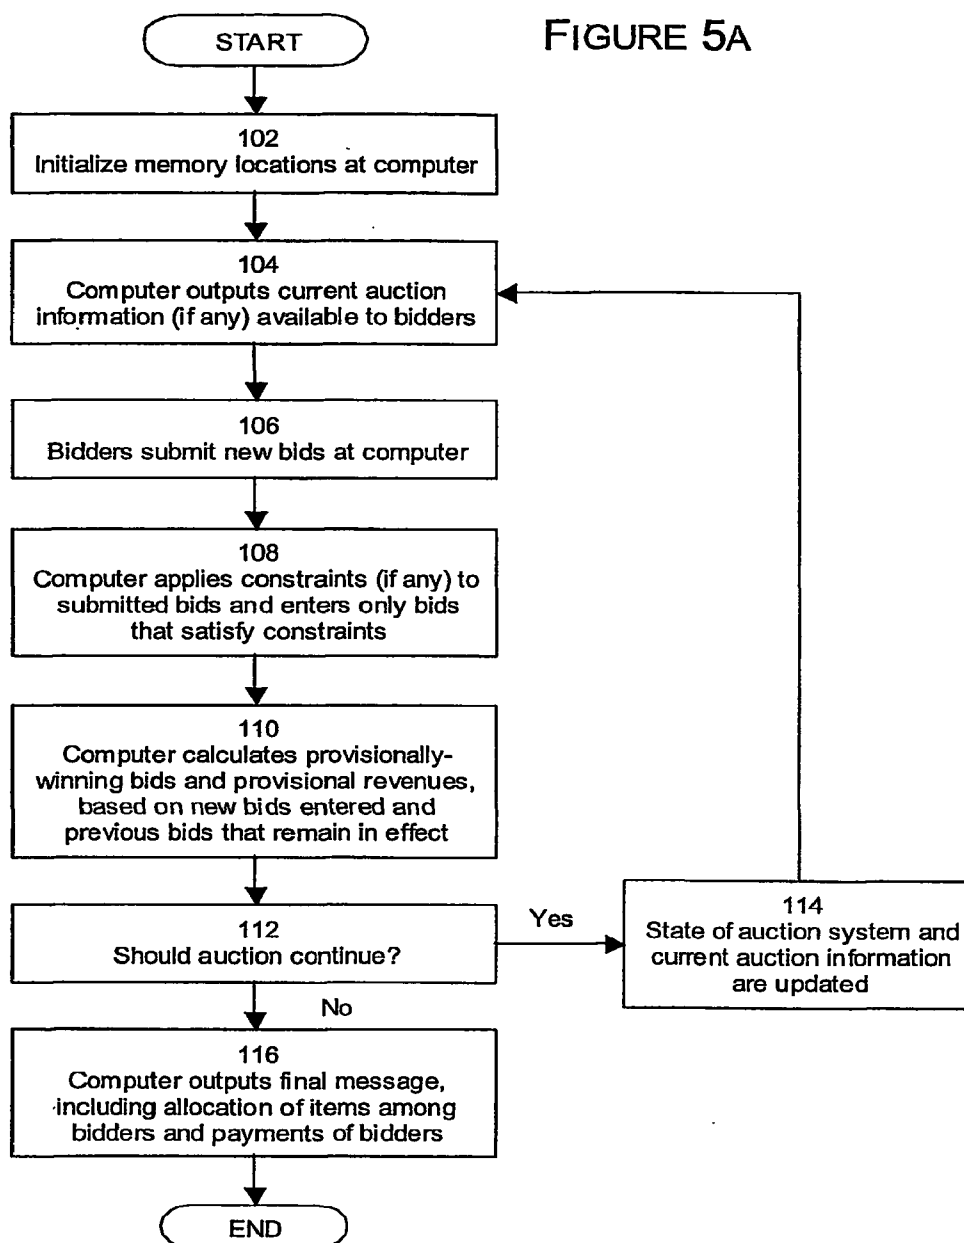 FIGURE 5A
START
102
Initialize memory locations at computer
104
Computer outputs current auction
information (if any) available to bidders
106
Bidders submit new bids at computer
108
Computer applies constraints (if any) to
submitted bids and enters only bids
that satisfy constraints
110
Computer calculates provisionally-
winning bids and provisional revenues,
based on new bids entered and
previous bids that remain in effect
112
Should auction continue?
Yes
114
State of auction system and
current auction information
are updated
No
116
Computer outputs final message,
including allocation of items among
bidders and payments of bidders
END